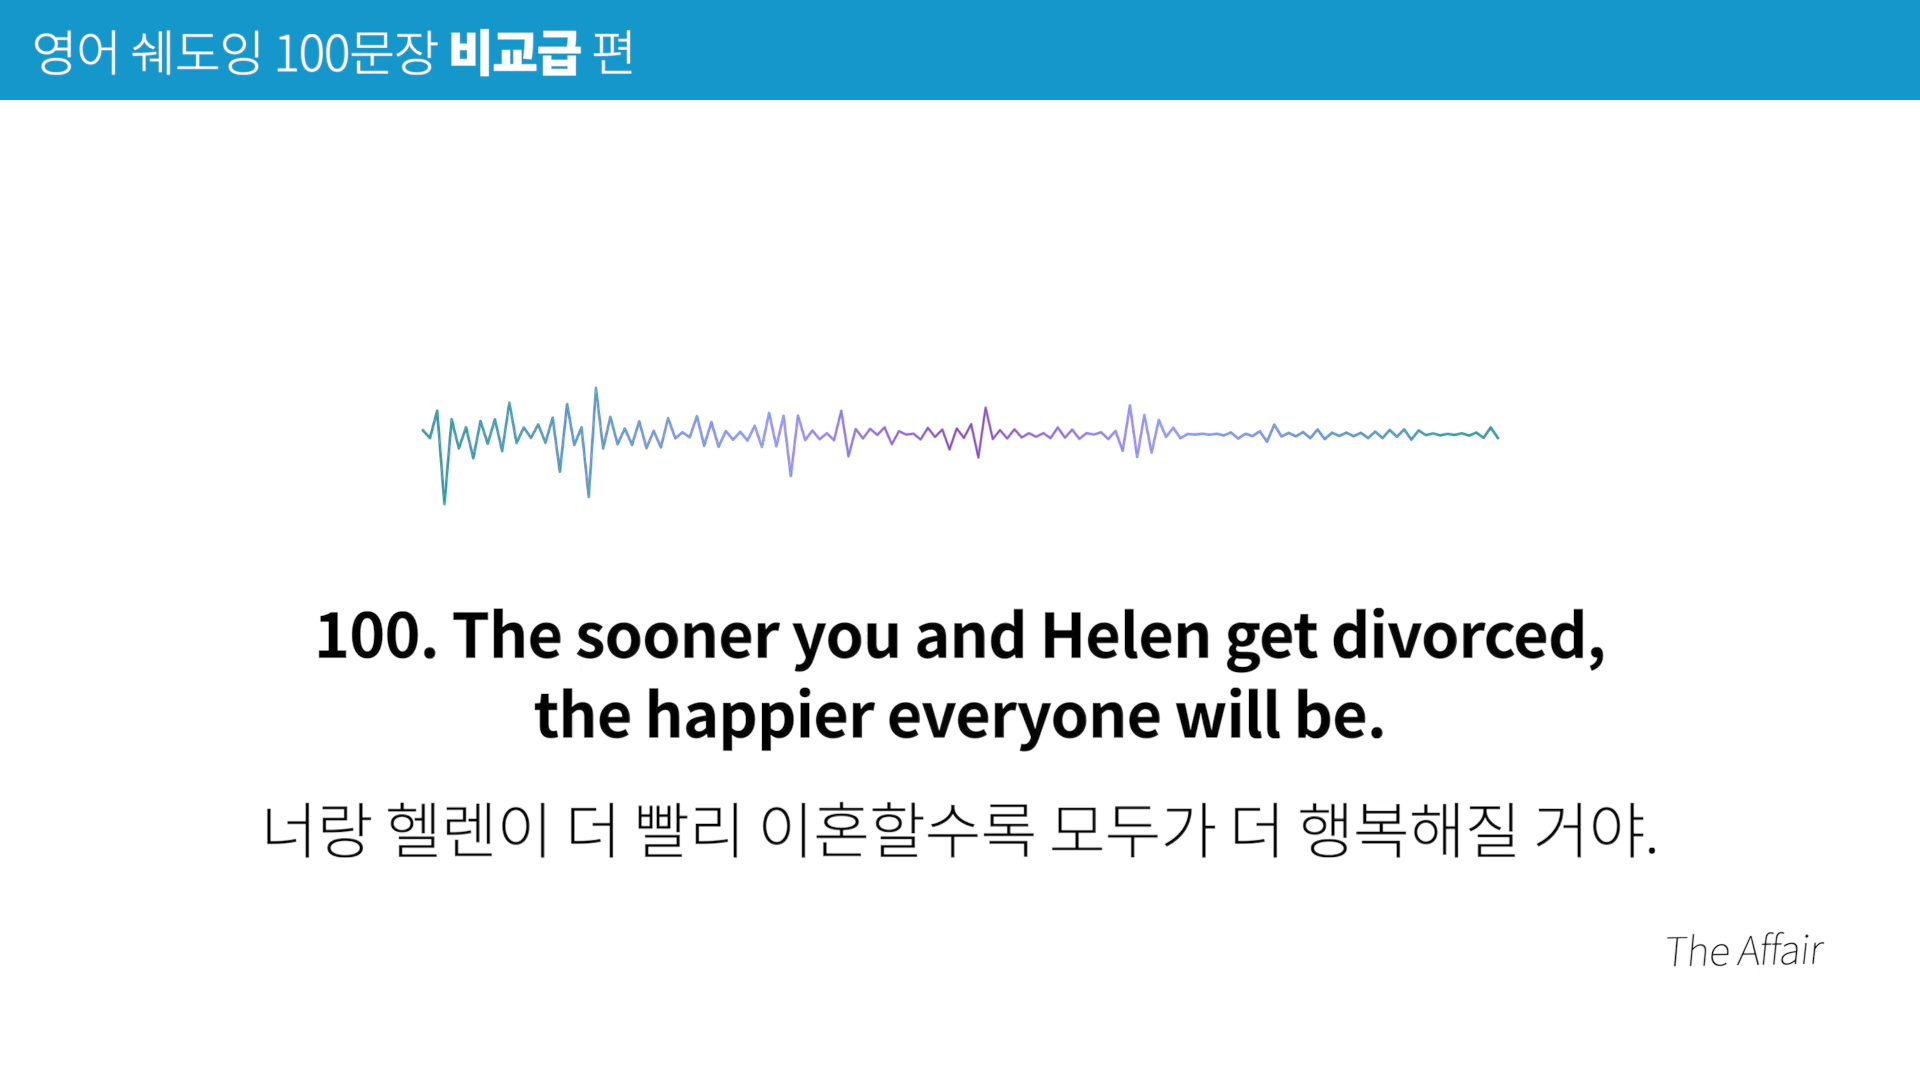 영어 쉐도잉 100문장 비교급 편
100. The sooner you and Helen get divorced,
the happier everyone will be.
너랑 헬렌이 더 빨리 이혼할수록 모두가 더 행복해질 거야.
The Affair